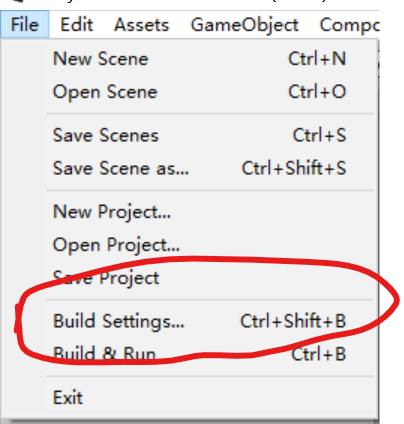 File Edit Assets GameObject Compo
New Scene Ctrl+N
Open Scene Ctrl+O
Save Scenes Ctrl+S
Save Scene as... Ctrl+Shift+S
New Project...
Open Project...
Save Project
Build Settings... Ctrl+Shift+B
Build & Run Ctrl+B
Exit